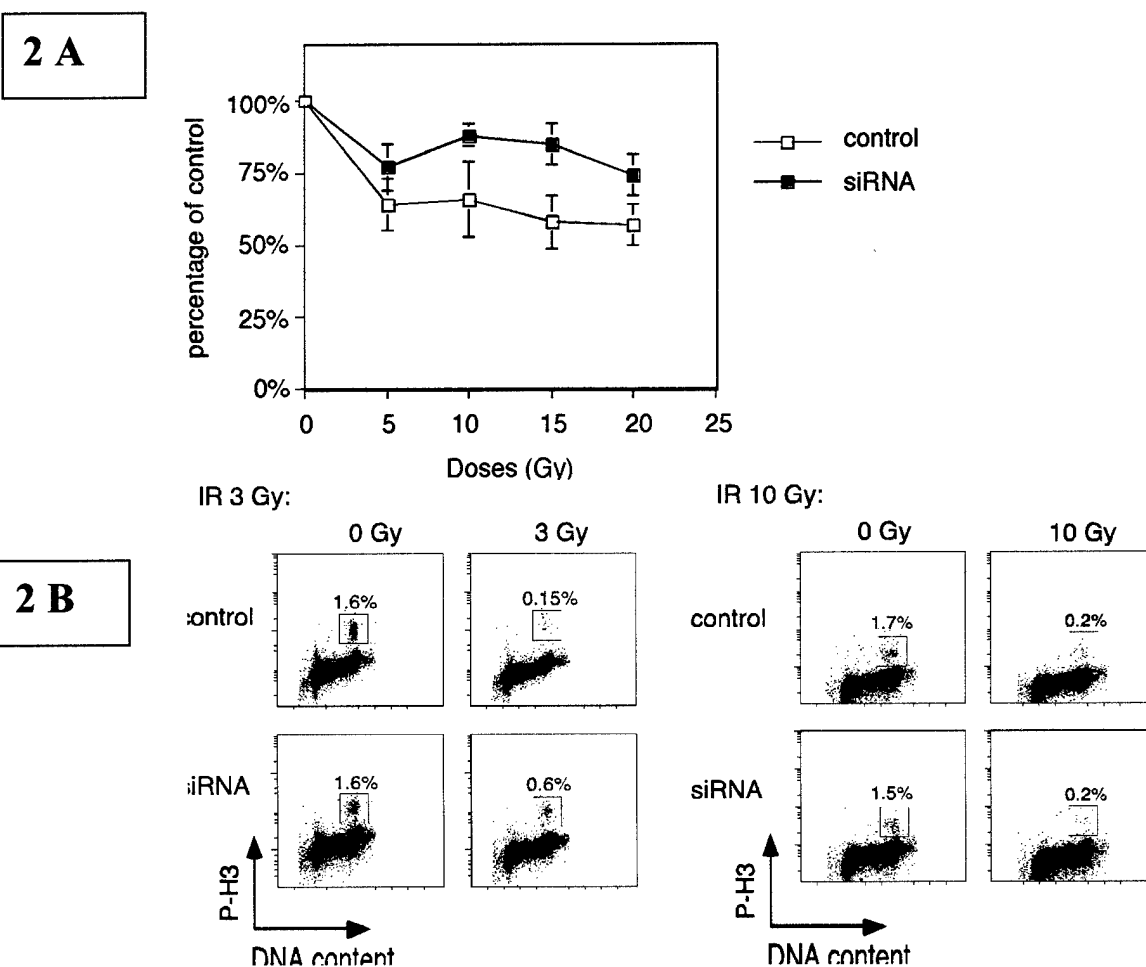 2 A
percentage of control
100%
75%
50%
25%
0%
0 5 10 15 20 25
Doses (Gy)
control
siRNA
IR 3 Gy:
0 Gy 3 Gy
IR 10 Gy:
0 Gy 10 Gy
2 B
control
1.6%
0.15%
control
1.7%
0.2%
siRNA
1.6%
0.6%
siRNA
1.5%
0.2%
P-H3
DNA content
P-H3
DNA content